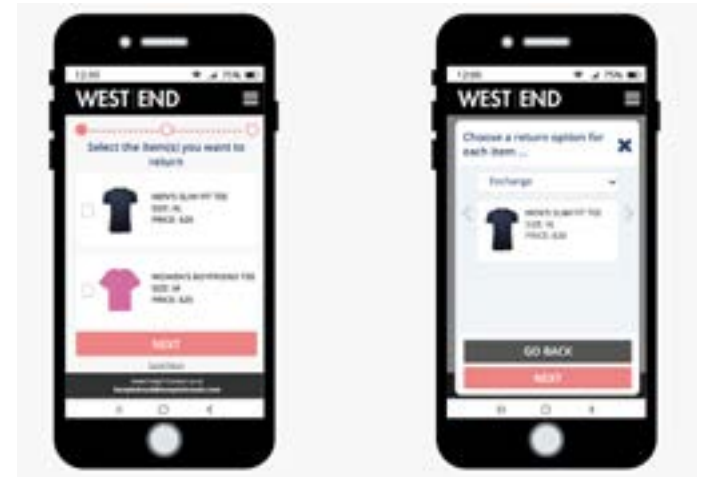 12:00
75%
WEST END
Select the item(s) you want to
return
MEN'S SLIM FIT TEE
SIZE: XL
PRICE: £20
WOMEN'S BOYFRIEND TEE
SIZE: M
PRICE: £25
NEXT
12:00
75%
WEST END
Choose a return option for
each item ...
Exchange
MEN'S SLIM FIT TEE
SIZE: XL
PRICE: £20
GO BACK
NEXT